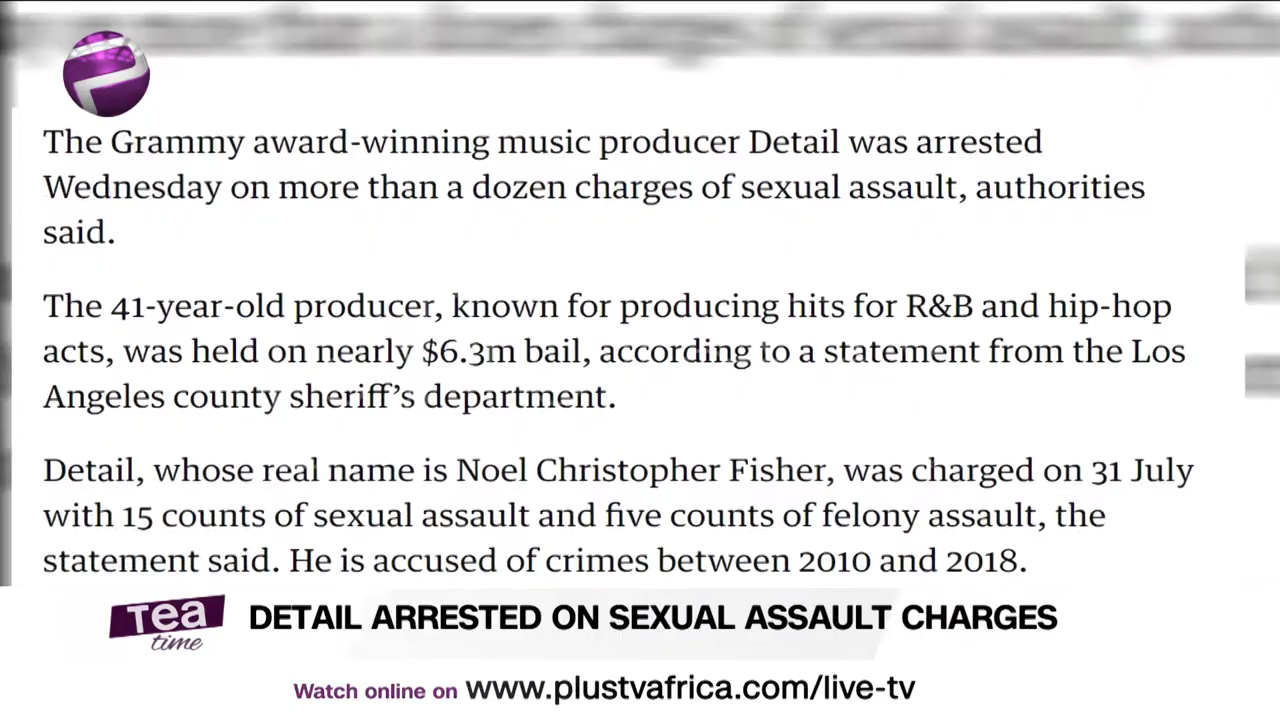 The Grammy award-winning music producer Detail was arrested
Wednesday on more than a dozen charges of sexual assault, authorities
said.
The 41-year-old producer, known for producing hits for R&B and hip-hop
acts, was held on nearly $6.3m bail, according to a statement from the Los
Angeles county sheriff’s department.
Detail, whose real name is Noel Christopher Fisher, was charged on 31 July
with 15 counts of sexual assault and five counts of felony assault, the
statement said. He is accused of crimes between 2010 and 2018.
Tea
time
DETAIL ARRESTED ON SEXUAL ASSAULT CHARGES
Watch online on www.plustvafrica.com/live-tv